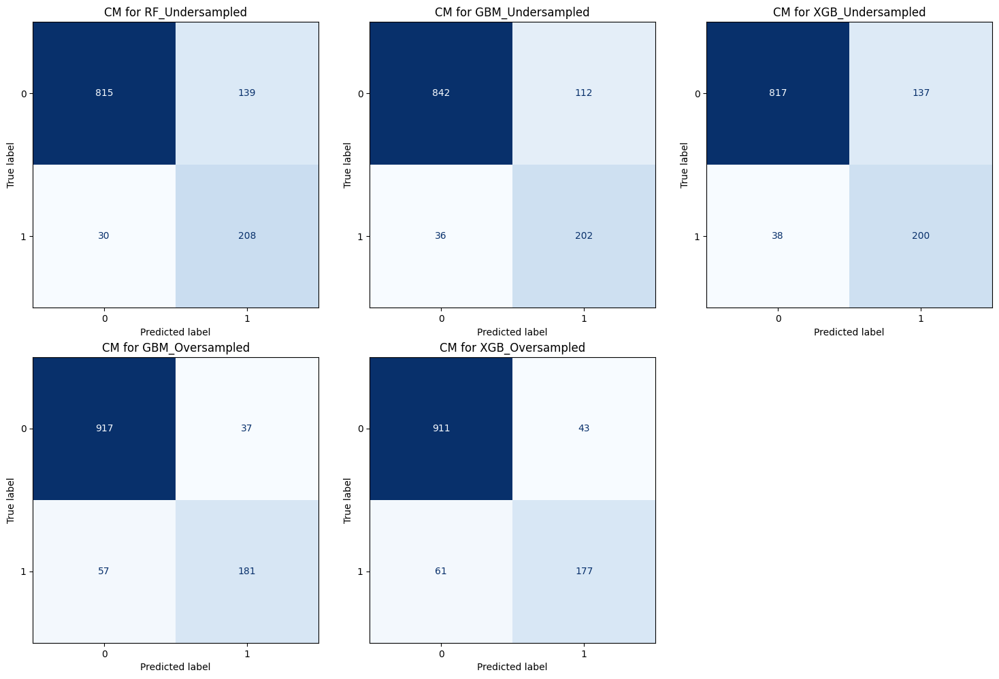 CM for RF_Undersampled
0
815
139
True label
1
30
208
0 1
Predicted label
CM for GBM_Undersampled
0
842
112
True label
1
36
202
0 1
Predicted label
CM for XGB_Undersampled
0
817
137
True label
1
38
200
0 1
Predicted label
CM for GBM_Oversampled
0
917
37
True label
1
57
181
0 1
Predicted label
CM for XGB_Oversampled
0
911
43
True label
1
61
177
0 1
Predicted label